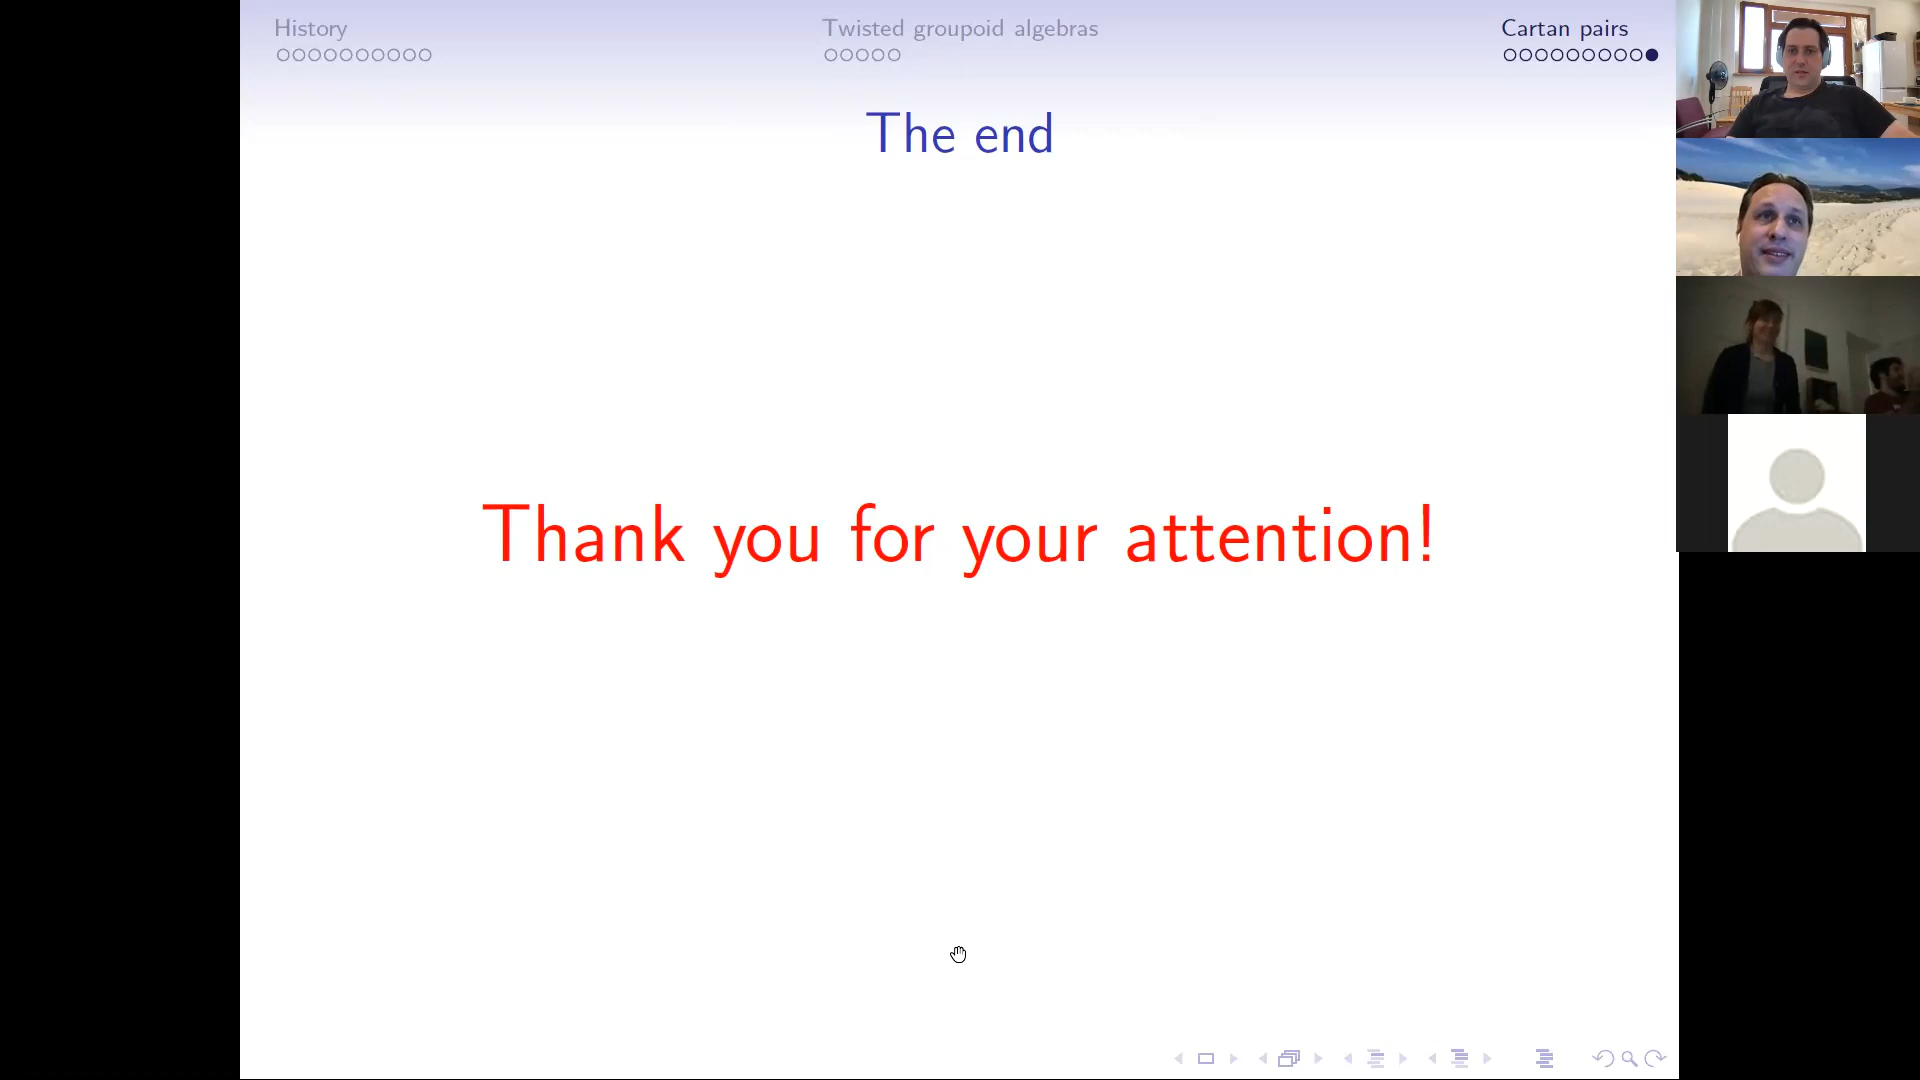 History
Twisted groupoid algebras
Cartan pairs
The end
Thank you for your attention!